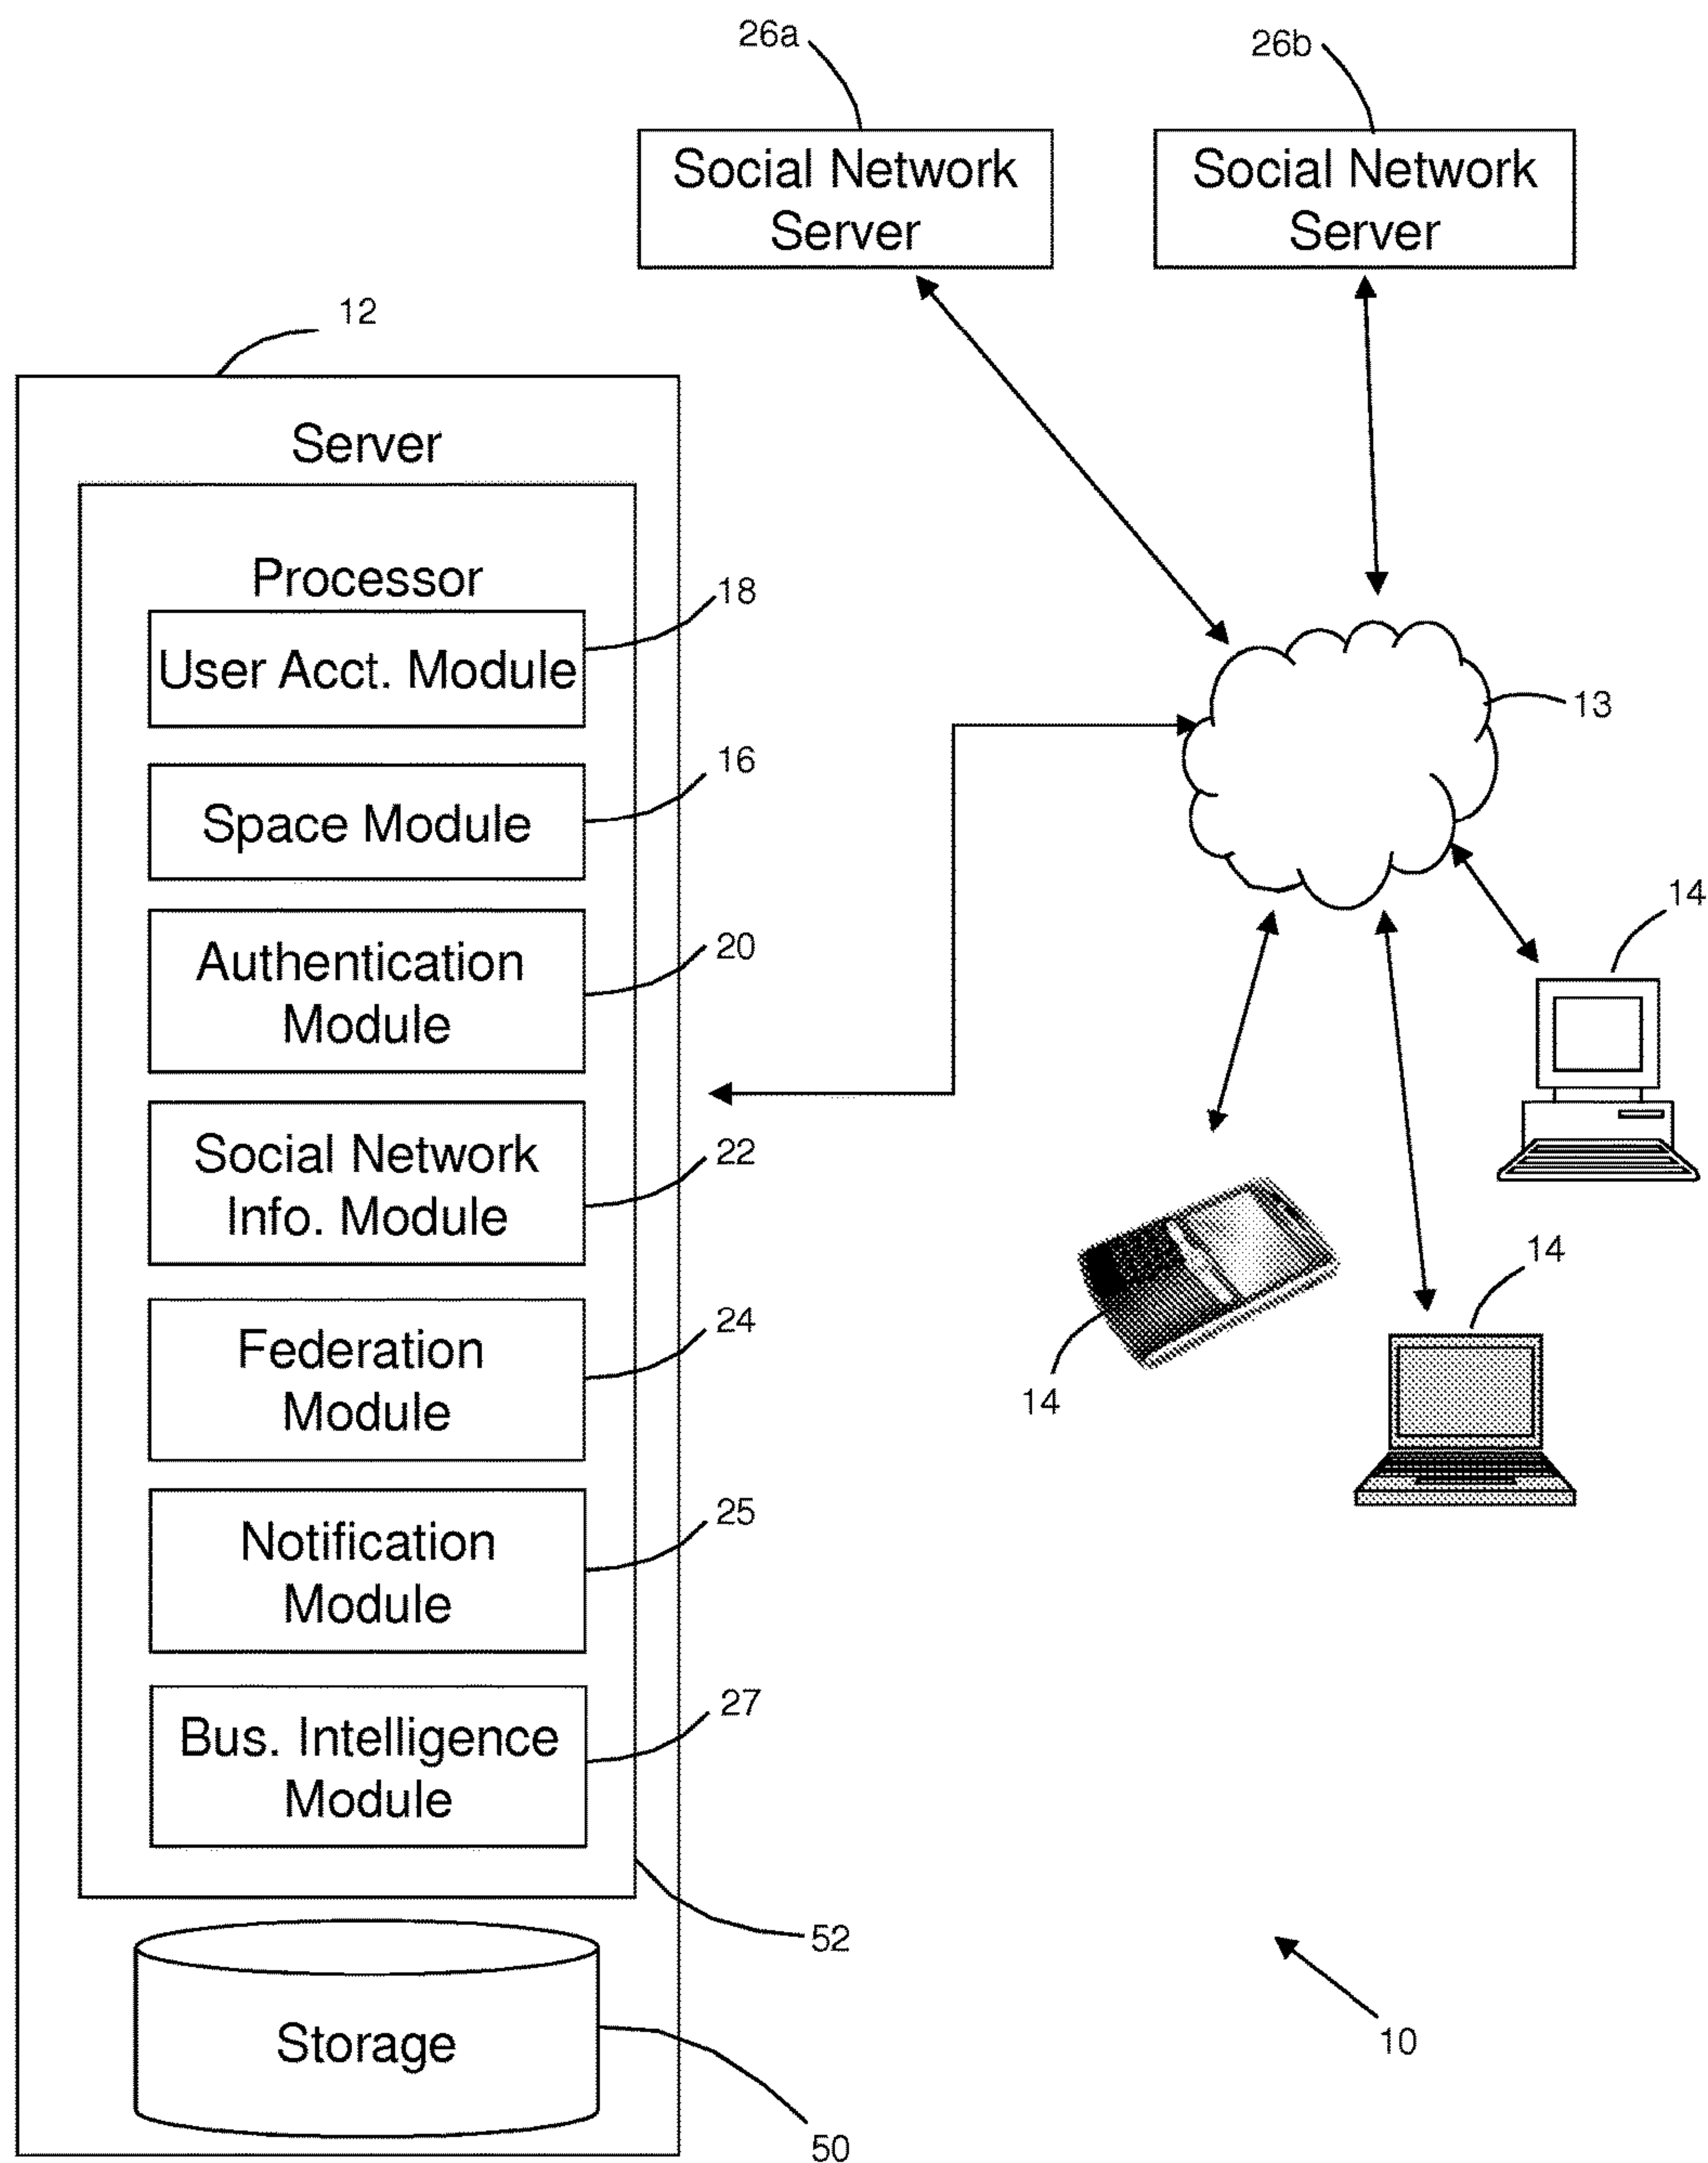 26a
26b
Social Network
Server
Social Network
Server
12
Server
Processor
18
User Acct. Module
13
16
Space Module
14
20
Authentication
Module
22
Social Network
Info. Module
14
24
Federation
Module
14
25
Notification
Module
27
Bus. Intelligence
Module
52
Storage
10
50